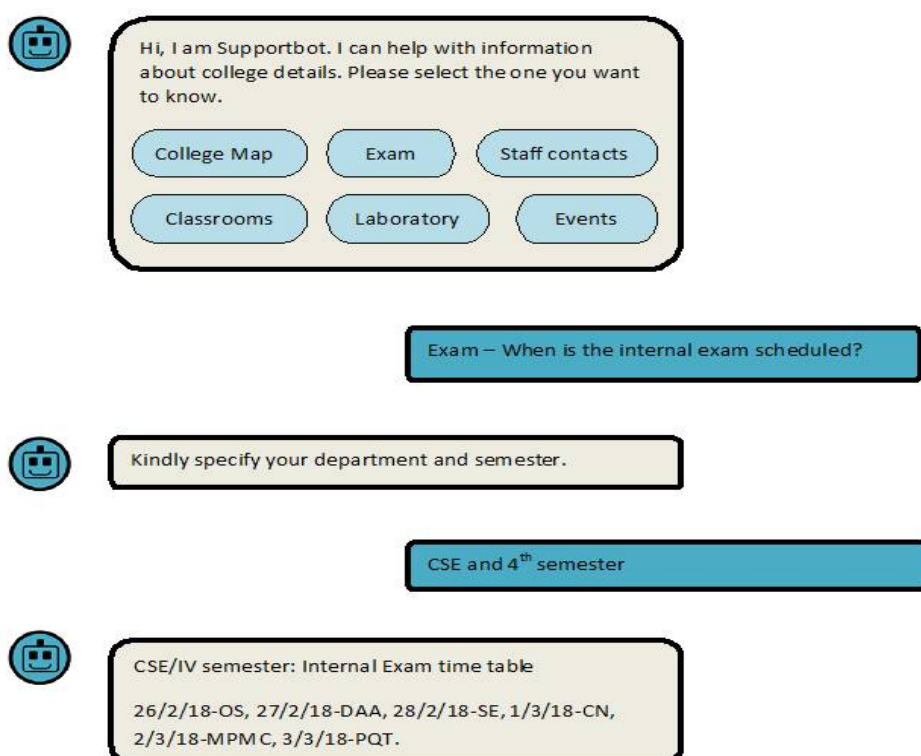 Hi, I am Supportbot. I can help with information
about college details. Please select the one you want
to know.
College Map
Exam
Staff contacts
Classrooms
Laboratory
Events
Exam – When is the internal exam scheduled?
Kindly specify your department and semester.
CSE and 4th semester
CSE/IV semester: Internal Exam time table
26/2/18-OS, 27/2/18-DAA, 28/2/18-SE, 1/3/18-CN,
2/3/18-MPMC, 3/3/18-PQT.